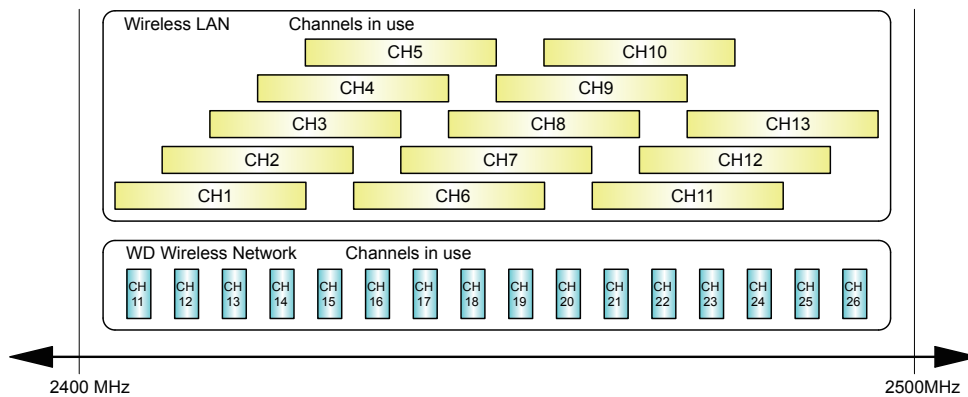 Wireless LAN Channels in use
CH5 CH10
CH4 CH9
CH3 CH8 CH13
CH2 CH7 CH12
CH1 CH6 CH11
WD Wireless Network Channels in use
CH CH CH CH CH CH CH CH CH CH CH CH CH CH CH CH
11 12 13 14 15 16 17 18 19 20 21 22 23 24 25 26
2400 MHz 2500MHz